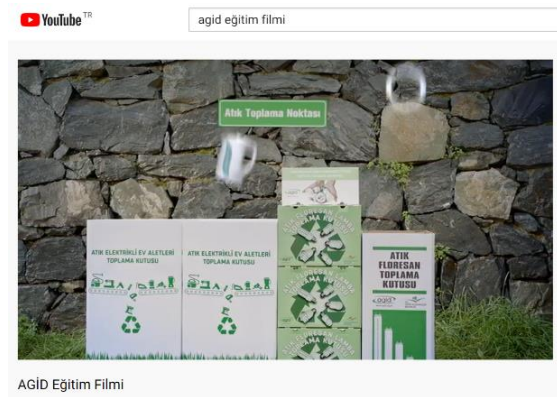 YouTube TR
agid eğitim filmi
Atık Toplama Noktası
ATIK ELEKTRİKLİ EV ALETLERİ
TOPLAMA KUTUSU
ATIK ELEKTRİKLİ EV ALETLERİ
TOPLAMA KUTUSU
ATIK
FLORESAN
TOPLAMA
KUTUSU
agid
AGİD Eğitim Filmi